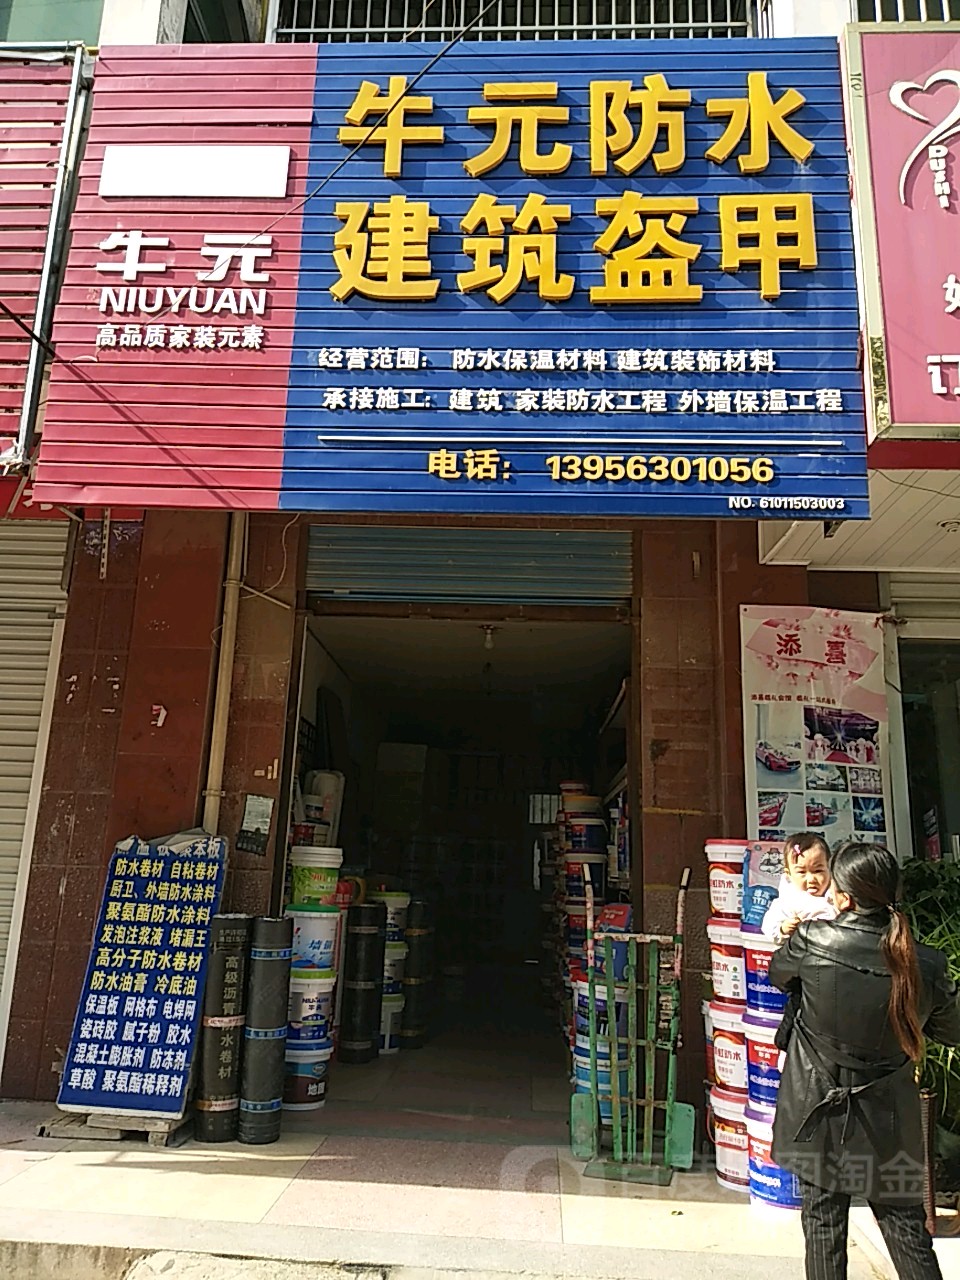 牛元防水
建筑盔甲
牛元
NIUYUAN
高品质家装元素
经营范围： 防水保温材料 建筑装饰材料
承接施工：建筑 家装防水工程 外墙保温工程
电话： 13956301056
NO. 61011503003
PUSHI
订
添喜
防水卷材 自粘卷材
厨卫、外墙防水涂料
聚氨酯防水涂料
发泡注浆液 堵漏王
高分子防水卷材
防水油膏 冷底油
保温板 网格布 电焊网
瓷砖胶 腻子粉 胶水
混凝土膨胀剂 防冻剂
草酸 聚氨酯稀释剂
高级沥青防水卷材